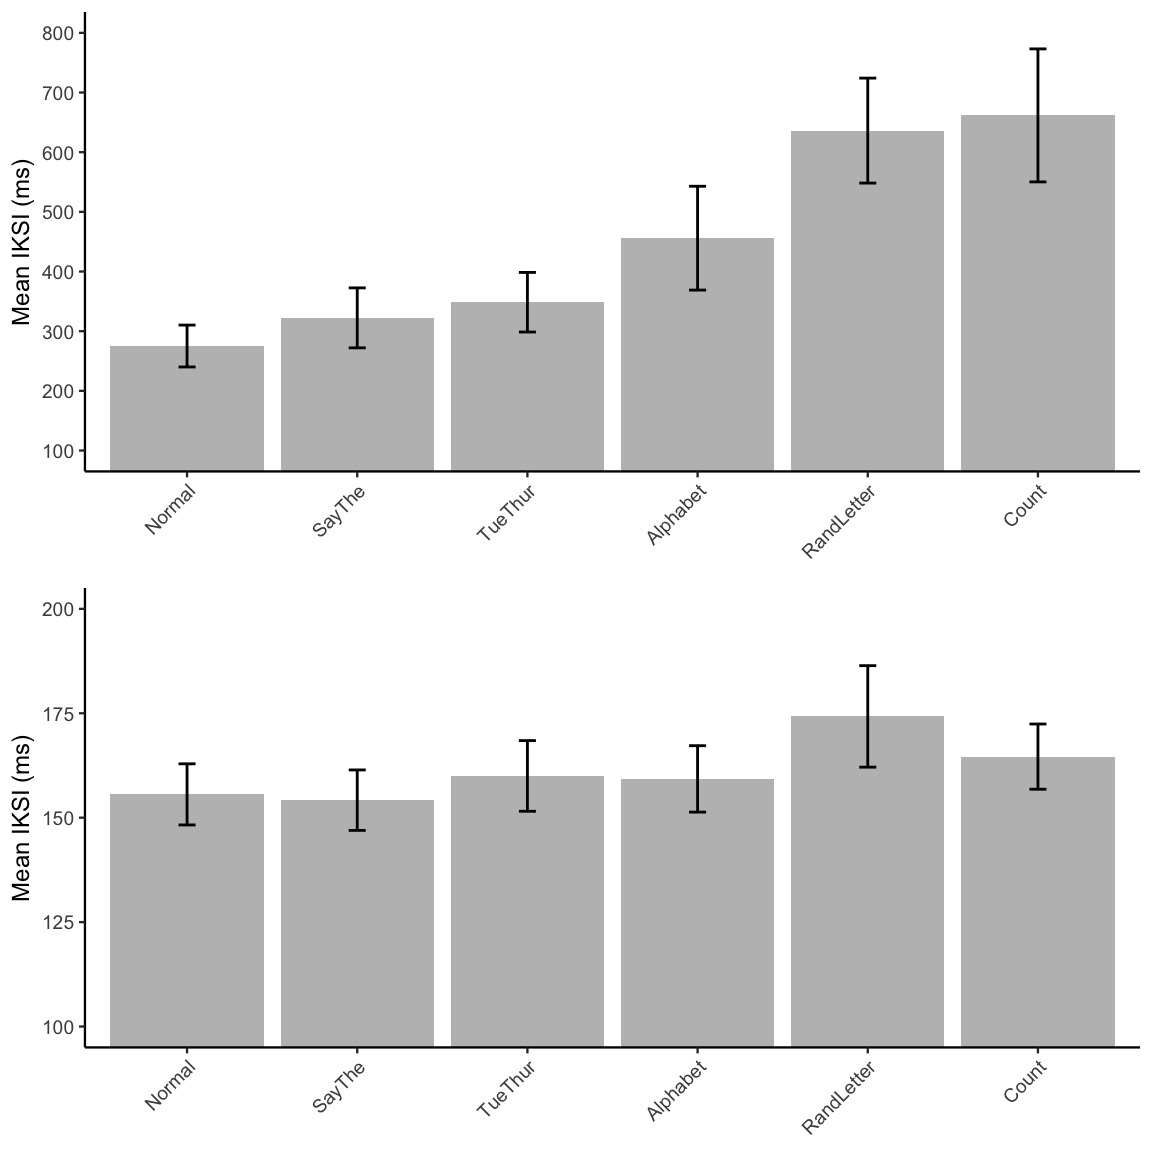 Mean IKSI (ms)
800
700
600
500
400
300
200
100
Normal
SayThe
TueThur
Alphabet
RandLetter
Count
Mean IKSI (ms)
200
175
150
125
100
Normal
SayThe
TueThur
Alphabet
RandLetter
Count